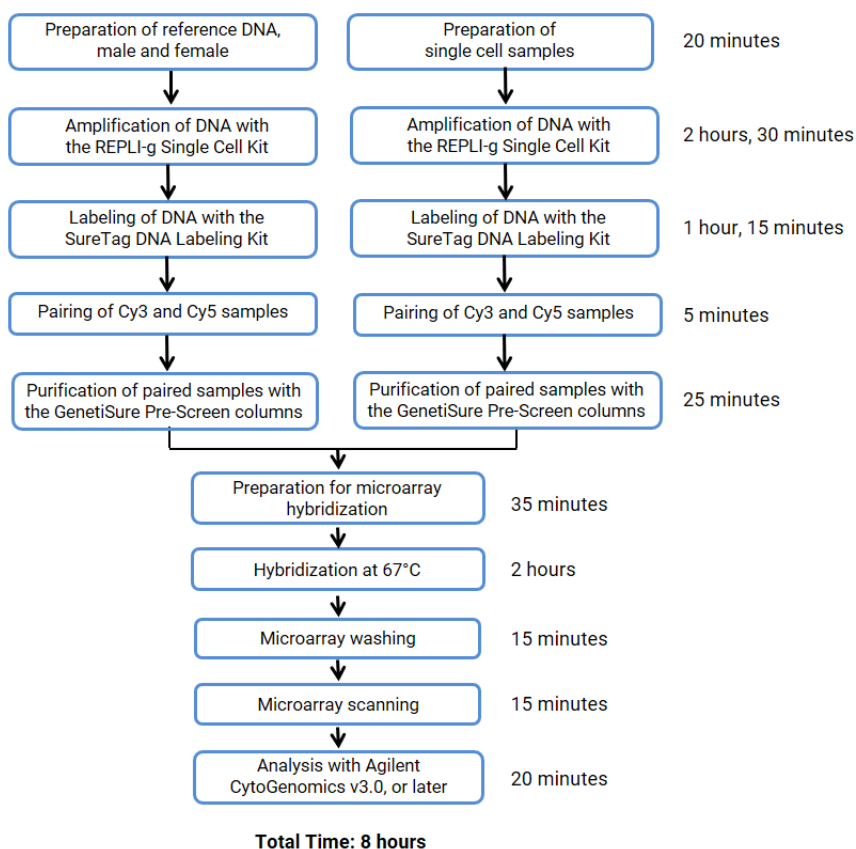 Preparation of reference DNA,
male and female
Preparation of
single cell samples
20 minutes
Amplification of DNA with
the REPLI-g Single Cell Kit
Amplification of DNA with
the REPLI-g Single Cell Kit
2 hours, 30 minutes
Labeling of DNA with the
SureTag DNA Labeling Kit
Labeling of DNA with the
SureTag DNA Labeling Kit
1 hour, 15 minutes
Pairing of Cy3 and Cy5 samples
Pairing of Cy3 and Cy5 samples
5 minutes
Purification of paired samples with
the GenetiSure Pre-Screen columns
Purification of paired samples with
the GenetiSure Pre-Screen columns
25 minutes
Preparation for microarray
hybridization
35 minutes
Hybridization at 67°C
2 hours
Microarray washing
15 minutes
Microarray scanning
15 minutes
Analysis with Agilent
CytoGenomics v3.0, or later
20 minutes
Total Time: 8 hours